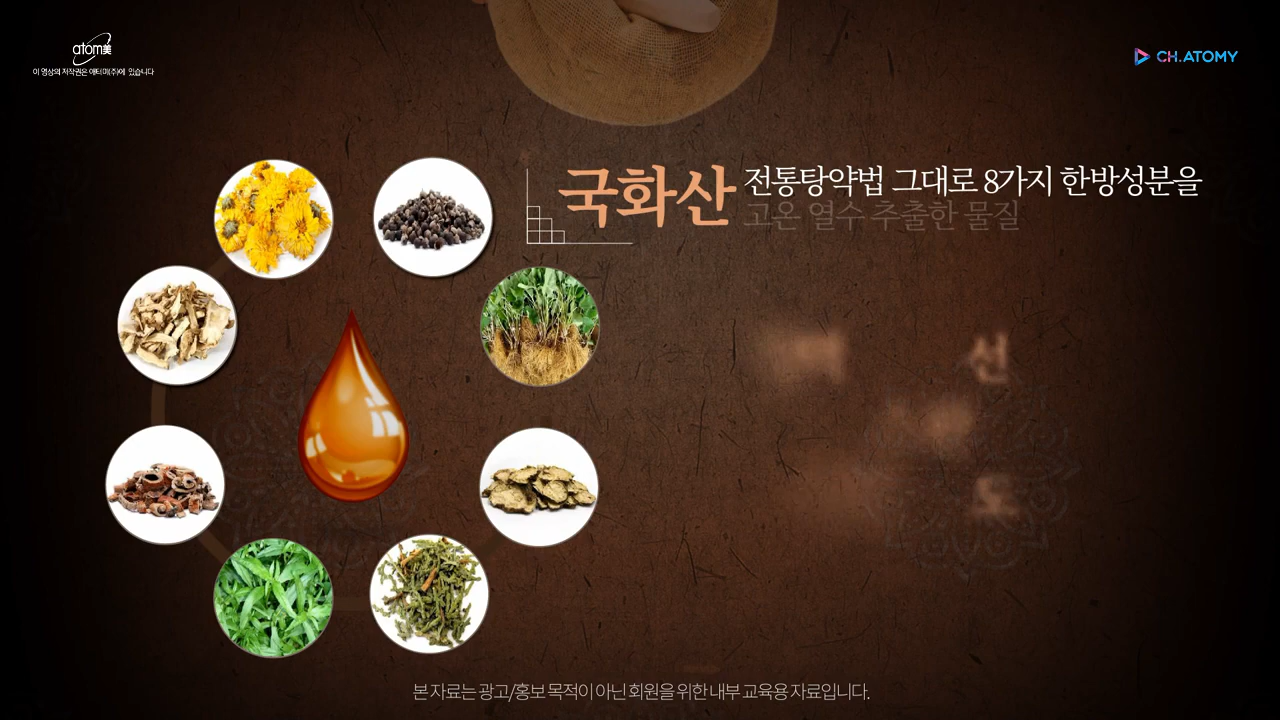 atom美
이 영상의 저작권은 애터미(주)에 있습니다
CH.ATOMY
국화산 전통탕약법 그대로 8가지 한방성분을
고온 열수 추출한 물질
신
도
본 자료는 광고/홍보 목적이 아닌 회원을 위한 내부 교육용 자료입니다.